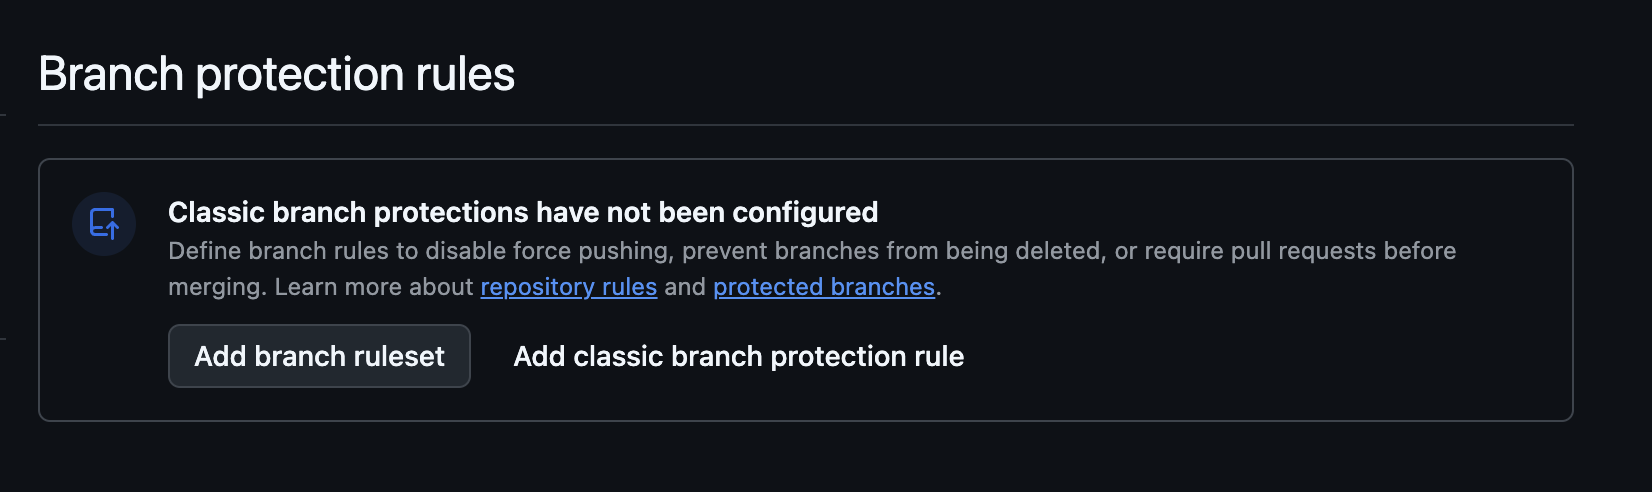 Branch protection rules
Classic branch protections have not been configured
Define branch rules to disable force pushing, prevent branches from being deleted, or require pull requests before
merging. Learn more about repository rules and protected branches.
Add branch ruleset
Add classic branch protection rule